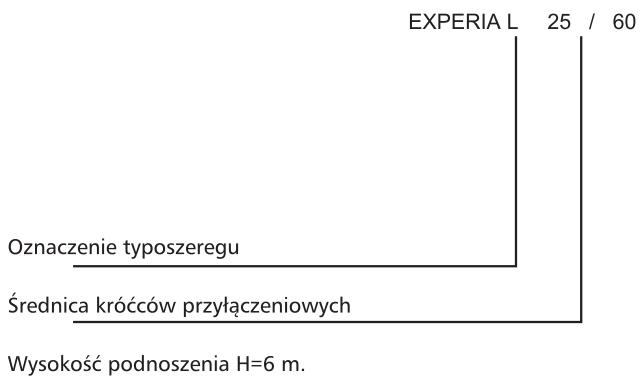 EXPERIA L 25 / 60
Oznaczenie typoszeregu
Średnica króćców przyłączeniowych
Wysokość podnoszenia H=6 m.